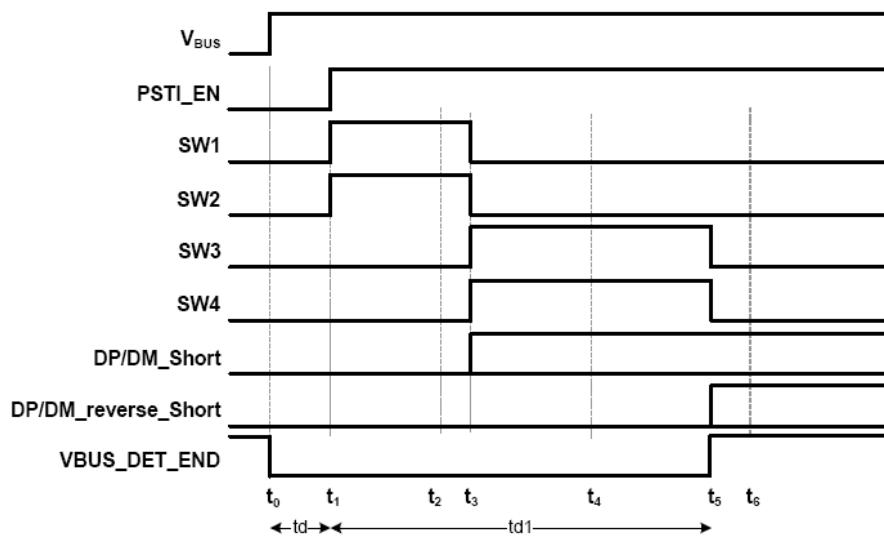 V_BUS
PSTI_EN
SW1
SW2
SW3
SW4
DP/DM_Short
DP/DM_reverse_Short
VBUS_DET_END
t₀ t₁ t₂ t₃ t₄ t₅ t₆
td td1